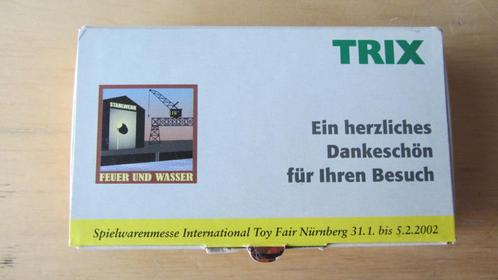 TRIX
STAHLWERK
FEUER UND WASSER
Ein herzliches
Dankeschön
für Ihren Besuch
Spielwarenmesse International Toy Fair Nürnberg 31.1. bis 5.2.2002